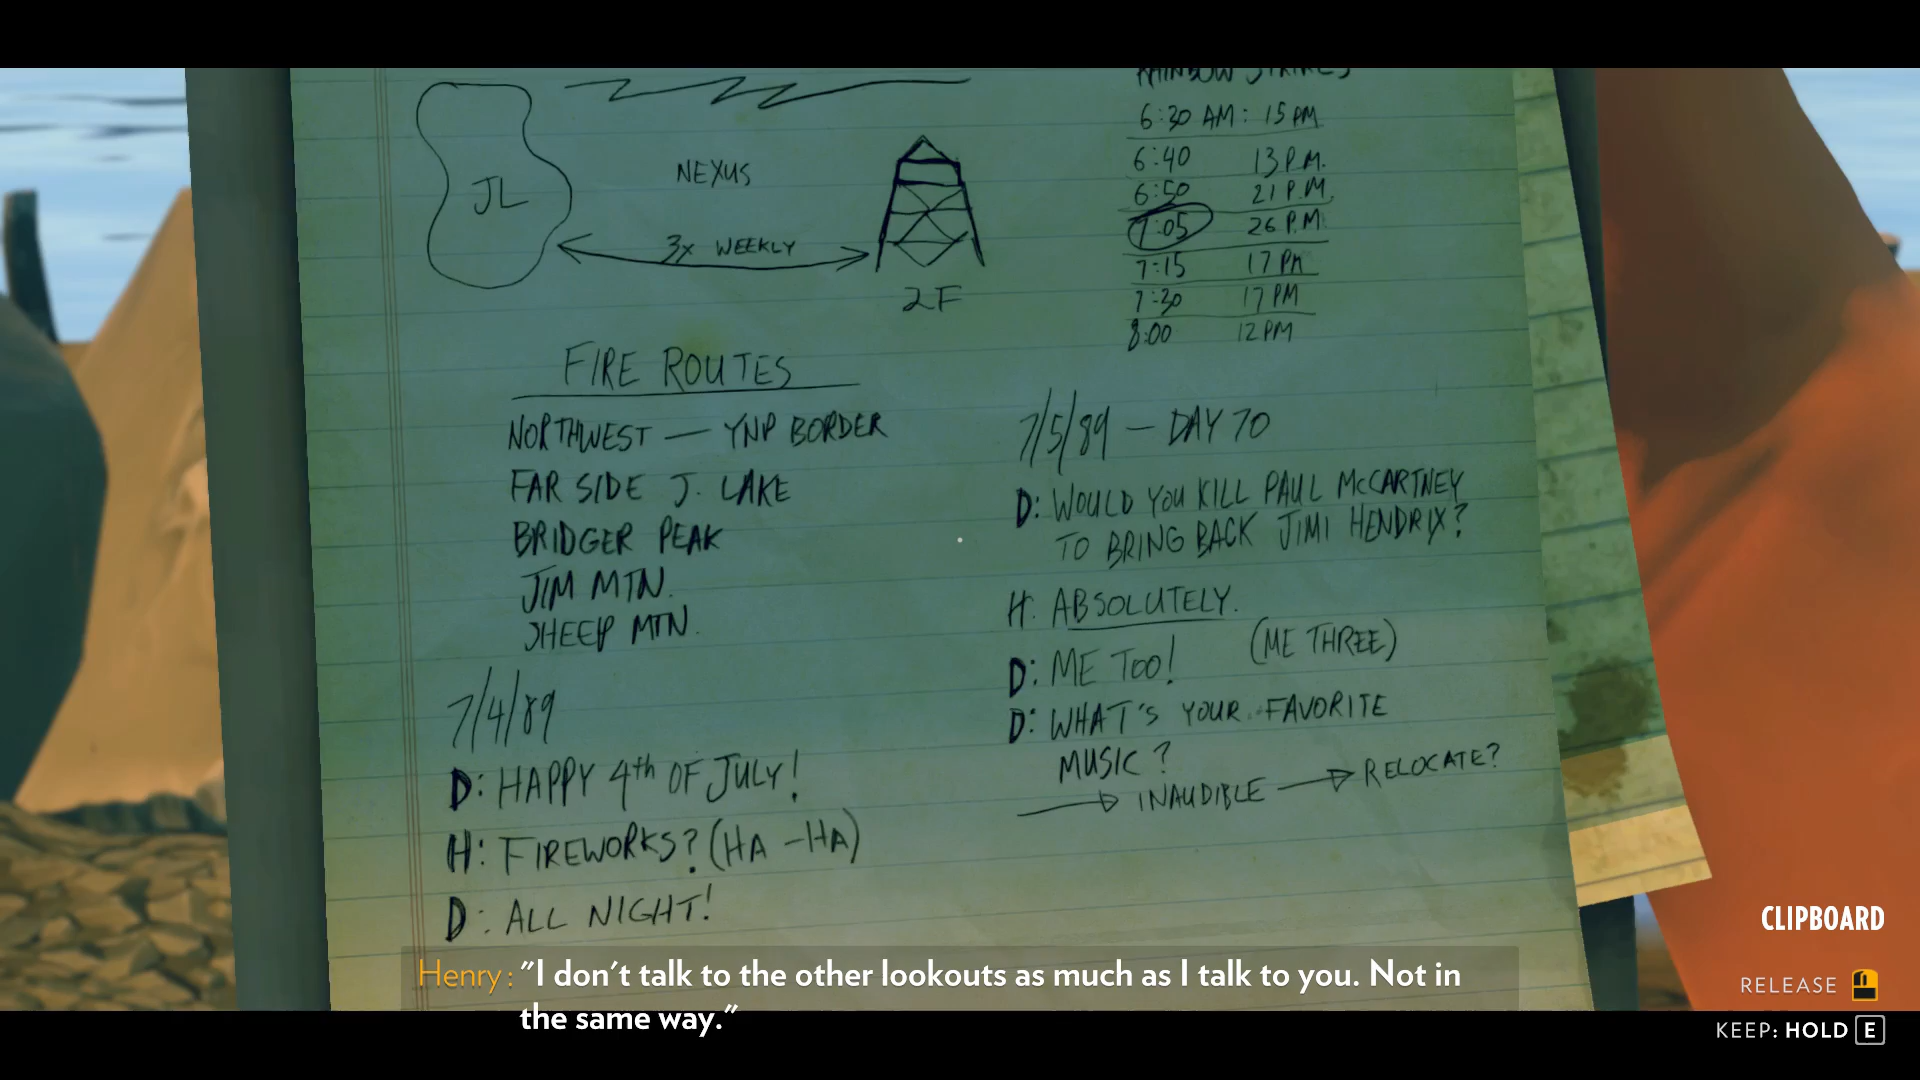 RAINBOW STRIKES
6:30 AM: 15 PM
6:40 13 P.M.
6:50 21 P.M.
7:05 26 P.M.
7:15 17 PM
7:30 17 PM
8:00 12 PM
JL
NEXUS
3x WEEKLY
2F
FIRE ROUTES
NORTHWEST — YNP BORDER
FAR SIDE J. LAKE
BRIDGER PEAK
JIM MTN.
SHEEP MTN.
7/4/89
D: HAPPY 4th OF JULY!
H: FIREWORKS? (HA-HA)
D: ALL NIGHT!
7/5/89 — DAY 70
D: WOULD YOU KILL PAUL McCARTNEY
TO BRING BACK JIMI HENDRIX?
H: ABSOLUTELY.
D: ME TOO! (ME THREE)
D: WHAT'S YOUR FAVORITE
MUSIC?
→ INAUDIBLE → RELOCATE?
CLIPBOARD
RELEASE
KEEP: HOLD E
Henry: "I don't talk to the other lookouts as much as I talk to you. Not in
the same way."